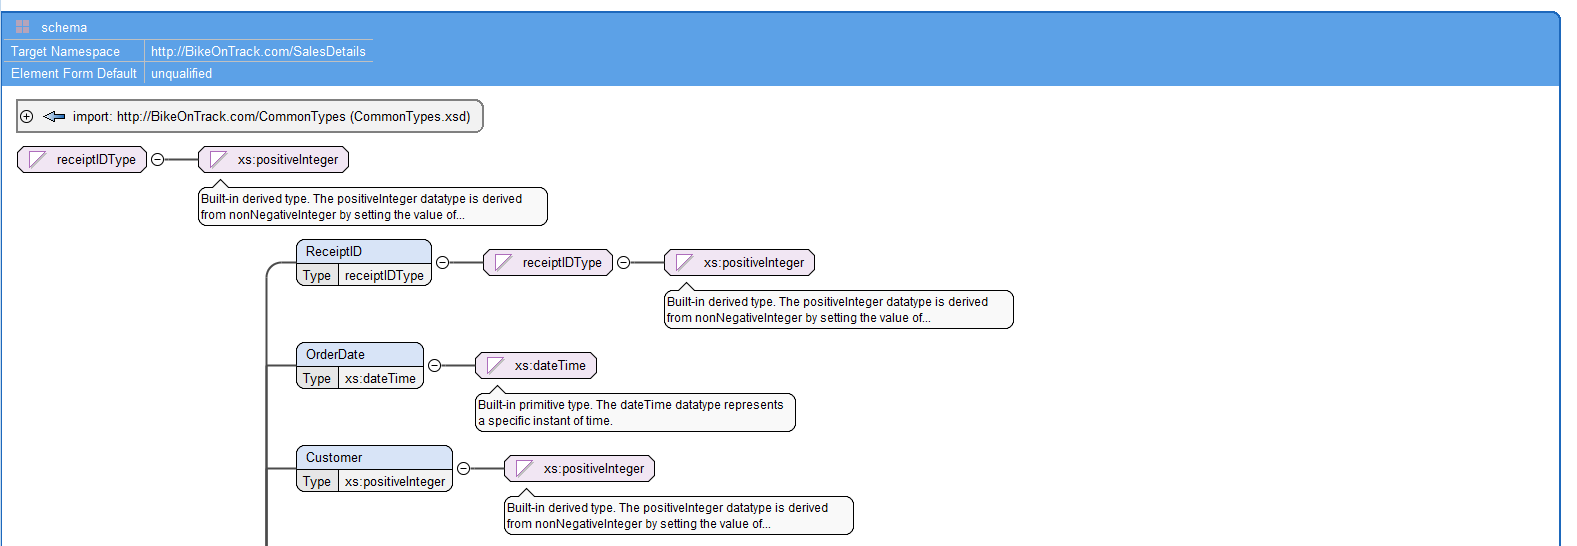 schema
Target Namespace http://BikeOnTrack.com/SalesDetails
Element Form Default unqualified
import: http://BikeOnTrack.com/CommonTypes (CommonTypes.xsd)
receiptIDType xs:positiveInteger
Built-in derived type. The positiveInteger datatype is derived
from nonNegativeInteger by setting the value of...
ReceiptID
Type receiptIDType
receiptIDType xs:positiveInteger
Built-in derived type. The positiveInteger datatype is derived
from nonNegativeInteger by setting the value of...
OrderDate
Type xs:dateTime
xs:dateTime
Built-in primitive type. The dateTime datatype represents
a specific instant of time.
Customer
Type xs:positiveInteger
xs:positiveInteger
Built-in derived type. The positiveInteger datatype is derived
from nonNegativeInteger by setting the value of...